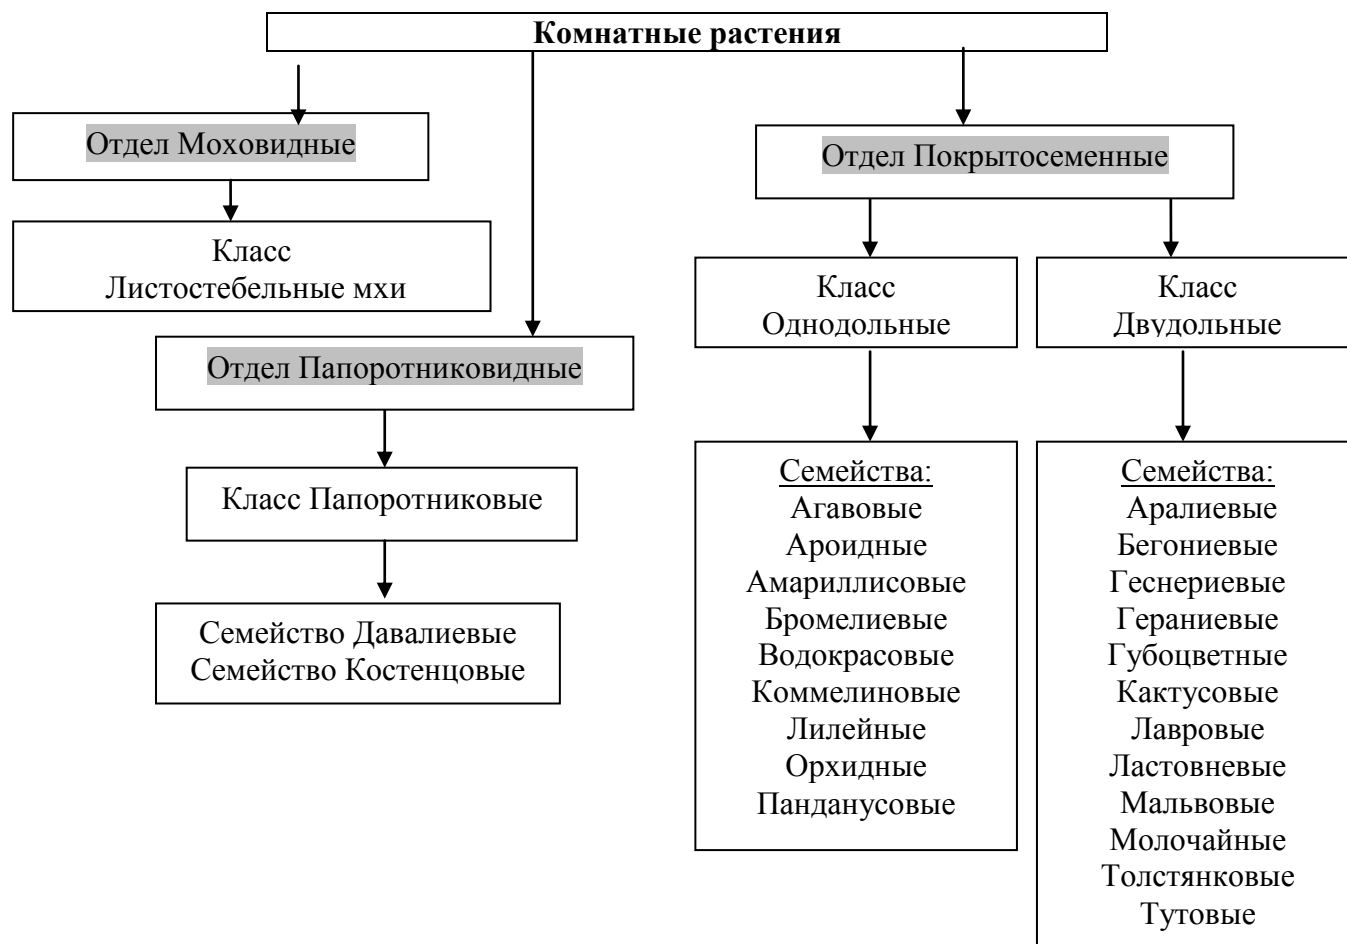 Комнатные растения
Отдел Моховидные
Класс
Листостебельные мхи
Отдел Папоротниковидные
Класс Папоротниковые
Семейство Давалиевые
Семейство Костенцовые
Отдел Покрытосеменные
Класс
Однодольные
Семейства:
Агавовые
Ароидные
Амариллисовые
Бромелиевые
Водокрасовые
Коммелиновые
Лилейные
Орхидные
Панданусовые
Класс
Двудольные
Семейства:
Аралиевые
Бегониевые
Геснериевые
Гераниевые
Губоцветные
Кактусовые
Лавровые
Ластовневые
Мальвовые
Молочайные
Толстянковые
Тутовые